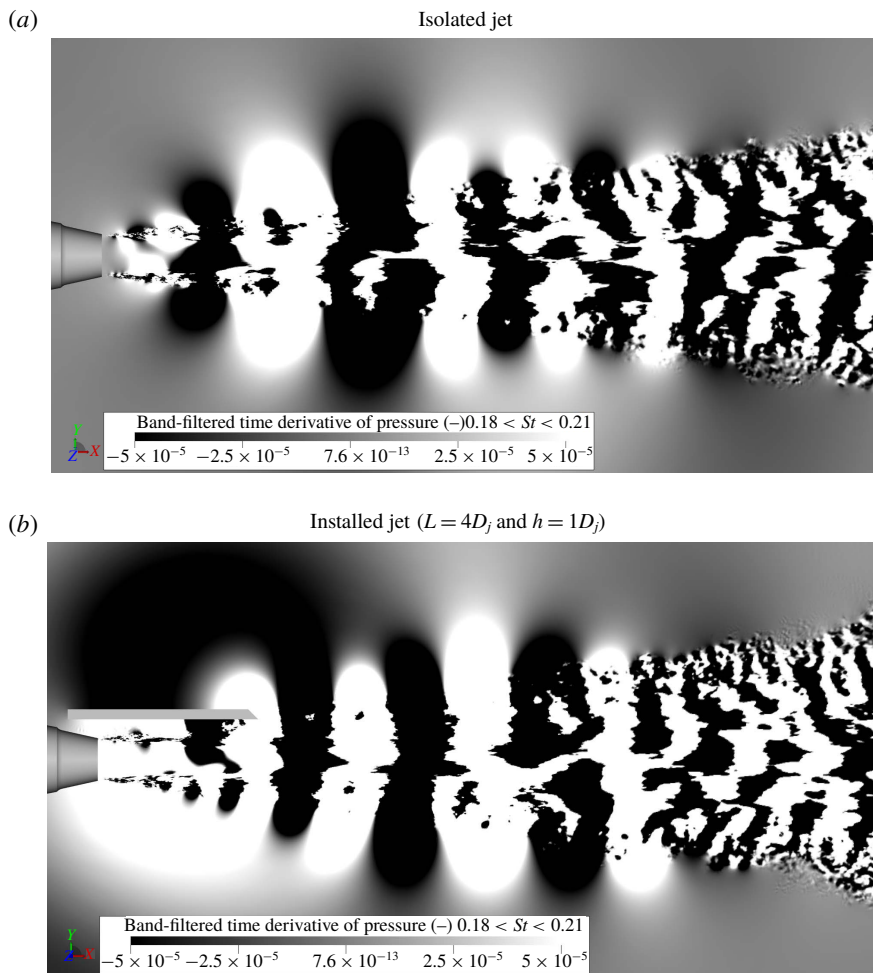 (a)
Isolated jet
Band-filtered time derivative of pressure (–)0.18 < St < 0.21
Y
Z X
−5 × 10⁻⁵ −2.5 × 10⁻⁵ 7.6 × 10⁻¹³ 2.5 × 10⁻⁵ 5 × 10⁻⁵
(b)
Installed jet (L = 4Dⱼ and h = 1Dⱼ)
Band-filtered time derivative of pressure (–) 0.18 < St < 0.21
Y
Z X
−5 × 10⁻⁵ −2.5 × 10⁻⁵ 7.6 × 10⁻¹³ 2.5 × 10⁻⁵ 5 × 10⁻⁵